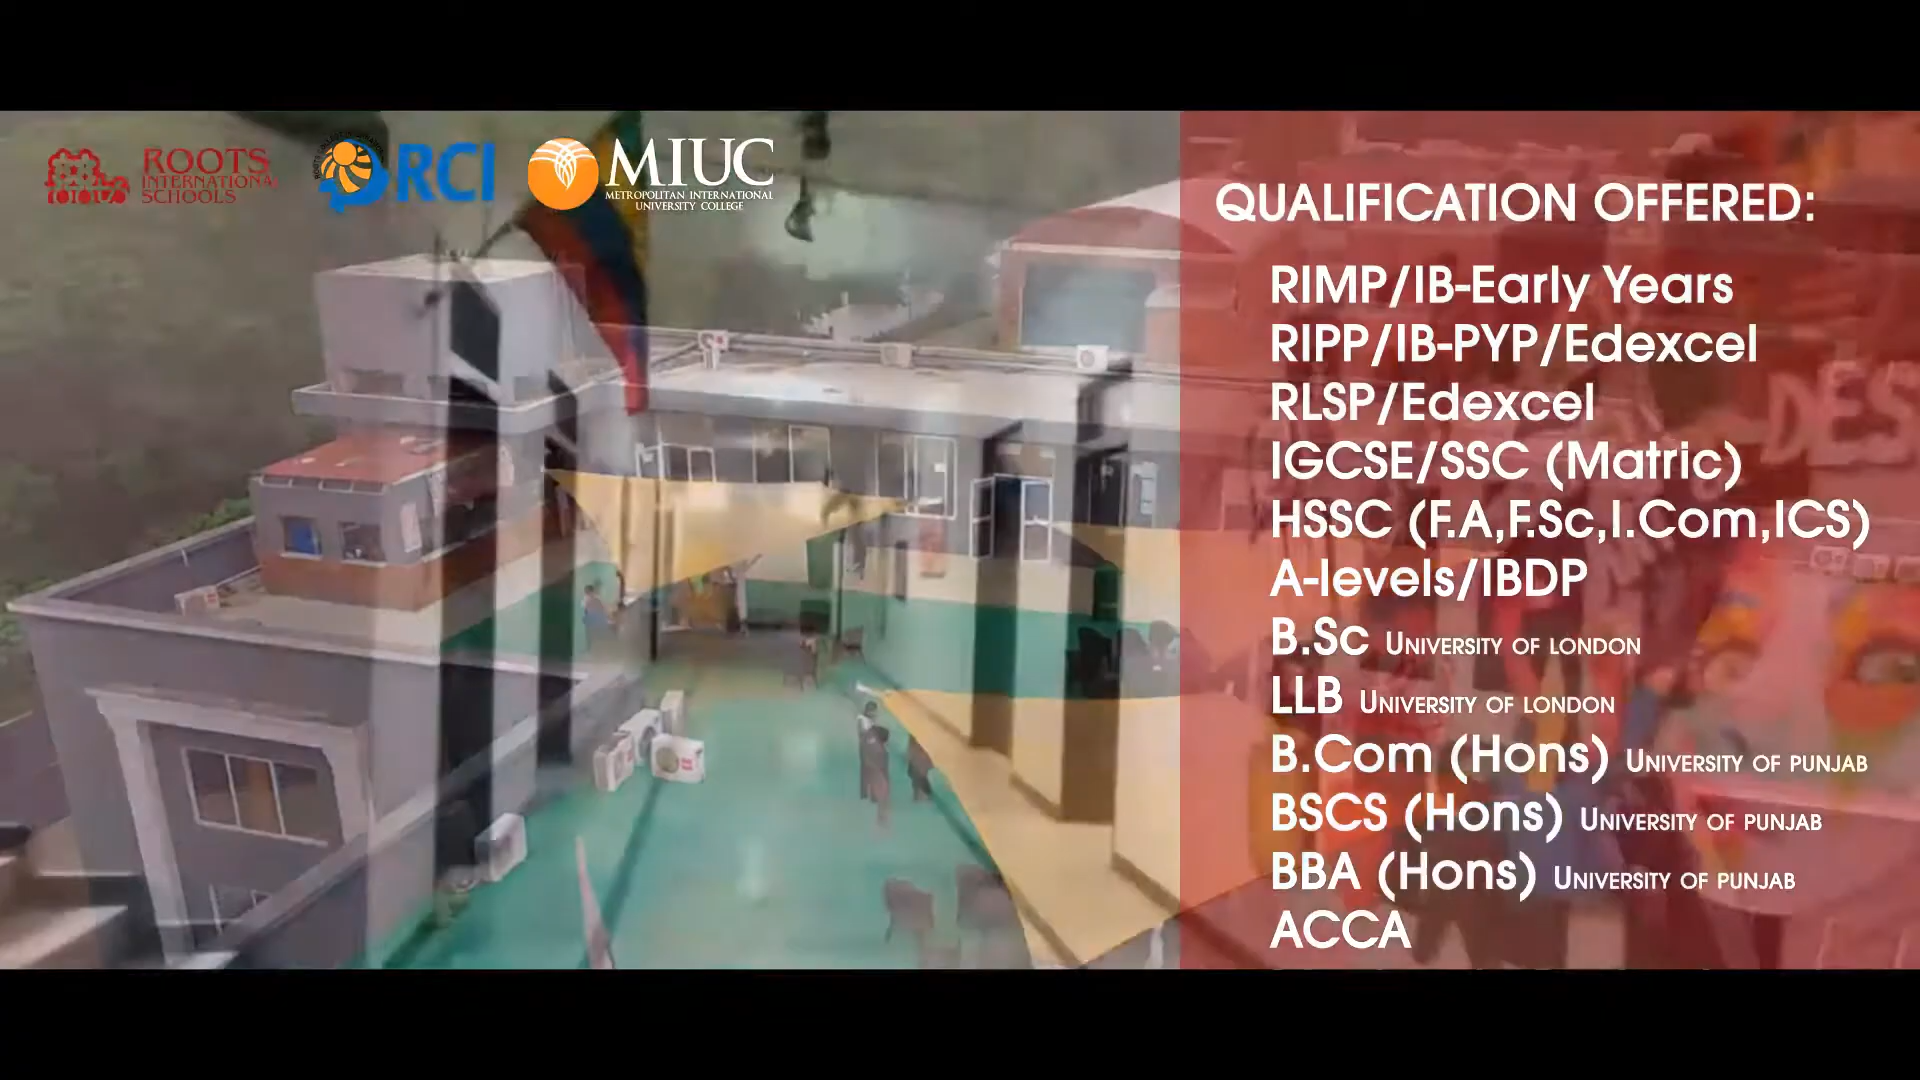 ROOTS
INTERNATIONAL
SCHOOLS
RCI
MIUC
METROPOLITAN INTERNATIONAL
UNIVERSITY COLLEGE
QUALIFICATION OFFERED:
RIMP/IB-Early Years
RIPP/IB-PYP/Edexcel
RLSP/Edexcel
IGCSE/SSC (Matric)
HSSC (F.A,F.Sc,I.Com,ICS)
A-levels/IBDP
B.Sc UNIVERSITY OF LONDON
LLB UNIVERSITY OF LONDON
B.Com (Hons) UNIVERSITY OF PUNJAB
BSCS (Hons) UNIVERSITY OF PUNJAB
BBA (Hons) UNIVERSITY OF PUNJAB
ACCA